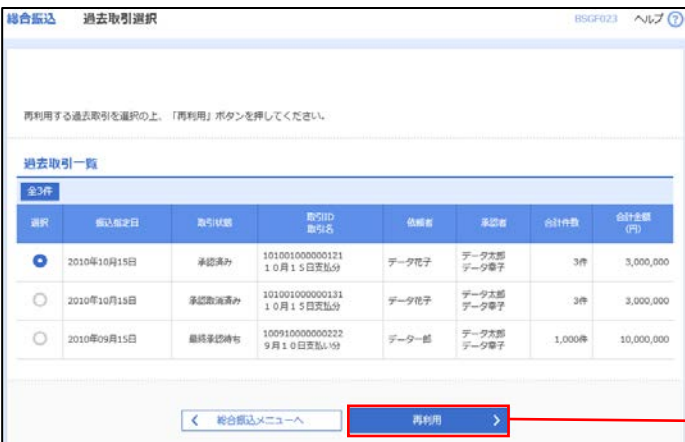 総合振込 過去取引選択 BSGF023 ヘルプ ?
再利用する過去取引を選択の上、「再利用」ボタンを押してください。
過去取引一覧
全3件
選択 振込指定日 取引状態 取引ID 取引名 依頼者 承認者 合計件数 合計金額 (円)
2010年10月15日 承認済み 101001000000121 10月15日支払分 データ花子 データ太郎 データ幸子 3件 3,000,000
2010年10月15日 承認取消済み 101001000000131 10月15日支払分 データ花子 データ太郎 データ幸子 3件 3,000,000
2010年09月15日 最終承認待ち 100910000000222 9月10日支払い分 データ一郎 データ太郎 データ幸子 1,000件 10,000,000
総合振込メニューへ 再利用